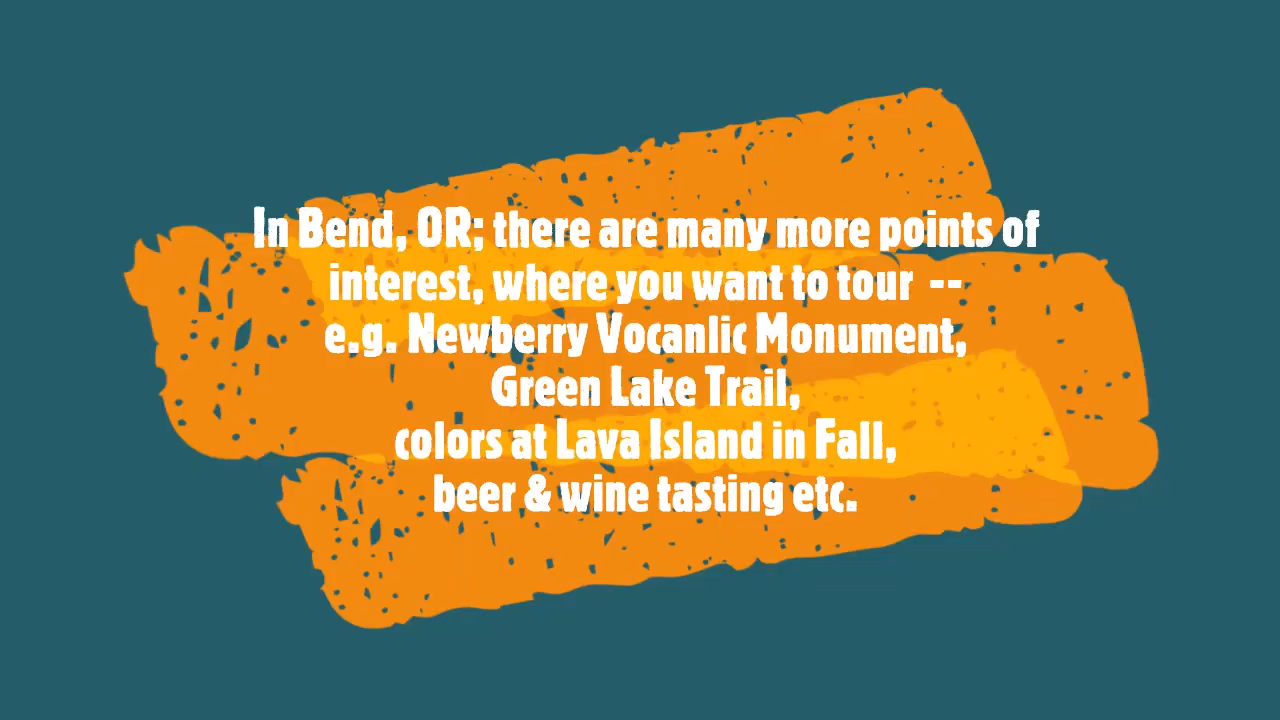 In Bend, OR; there are many more points of
interest, where you want to tour --
e.g. Newberry Vocanlic Monument,
Green Lake Trail,
colors at Lava Island in Fall,
beer & wine tasting etc.